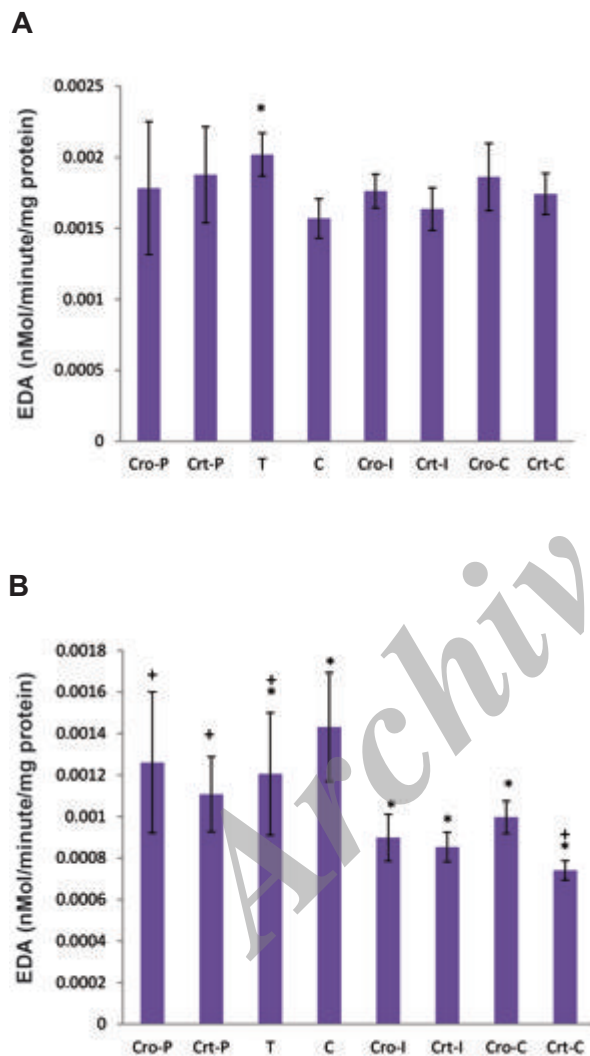 A
EDA (nMol/minute/mg protein)
0.0025
0.002
0.0015
0.001
0.0005
0
*
Cro-P Crt-P T C Cro-I Crt-I Cro-C Crt-C
B
EDA (nMol/minute/mg protein)
0.0018
0.0016
0.0014
0.0012
0.001
0.0008
0.0006
0.0004
0.0002
0
+ + + * * * * * + *
Cro-P Crt-P T C Cro-I Crt-I Cro-C Crt-C
Archiv